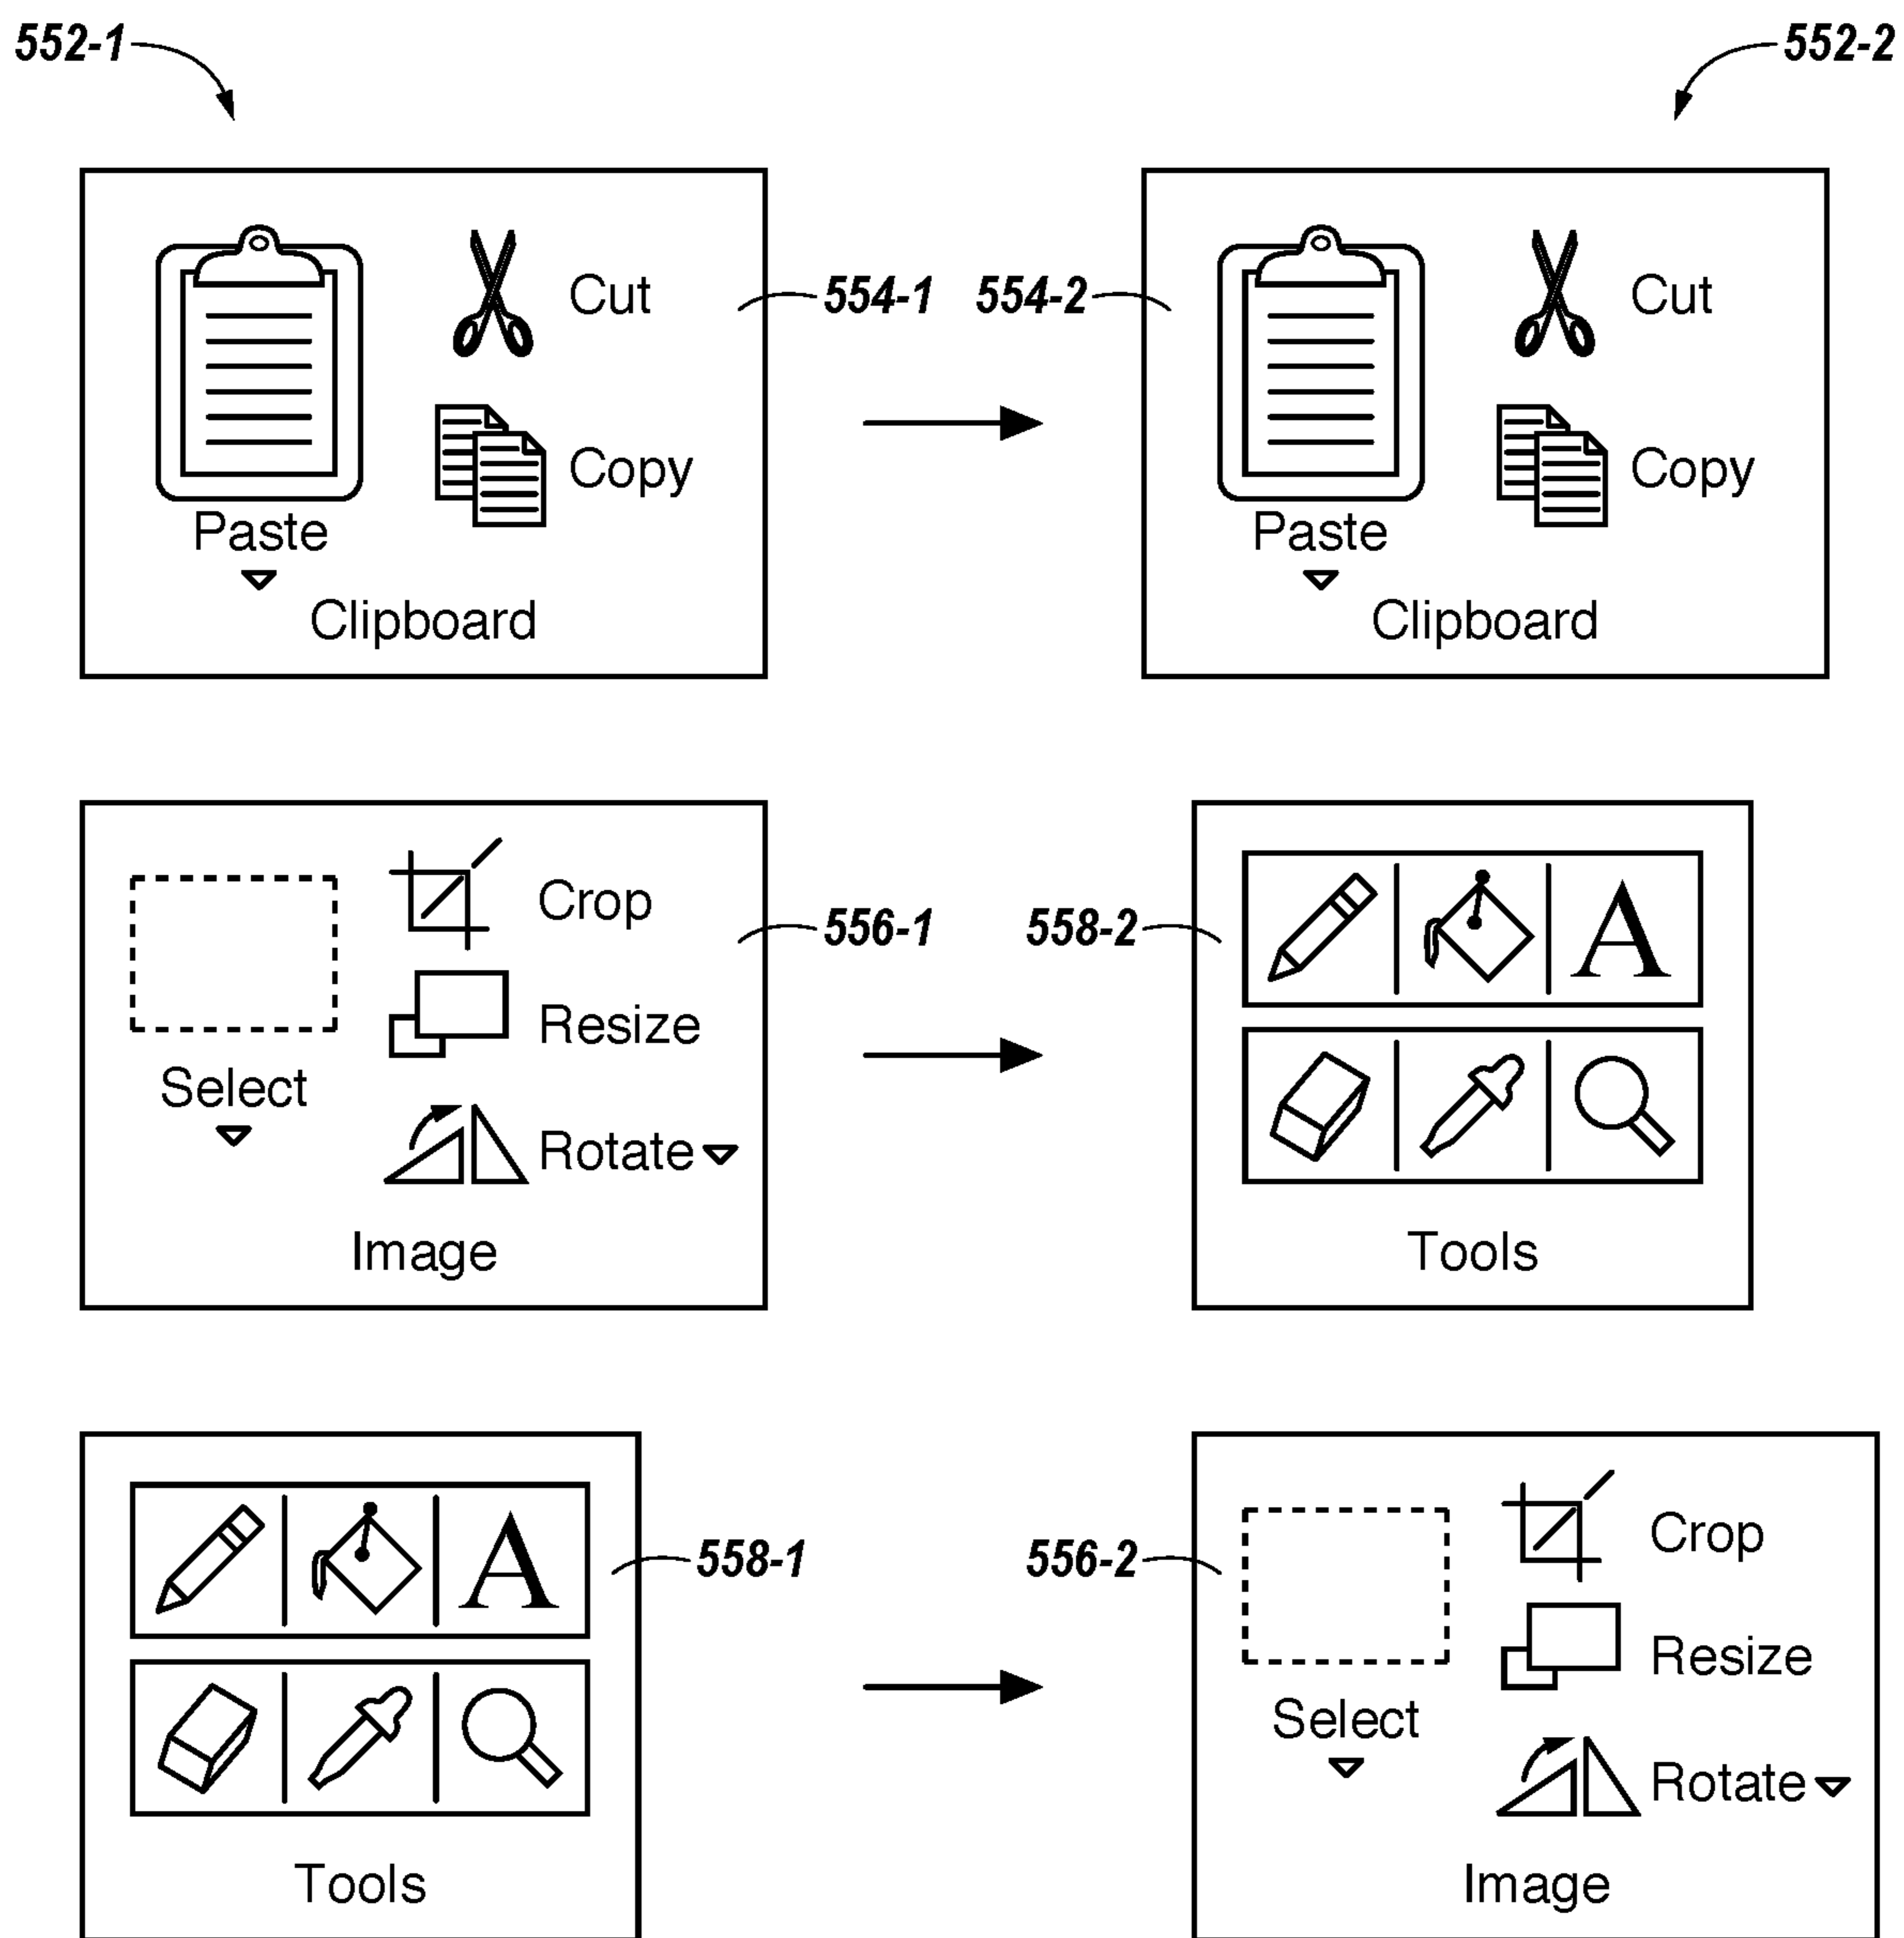 552-1
552-2
Cut
554-1
554-2
Cut
Copy
Copy
Paste
Paste
Clipboard
Clipboard
Crop
556-1
558-2
A
Resize
Select
Rotate
Image
Tools
A
558-1
556-2
Crop
Resize
Select
Rotate
Tools
Image